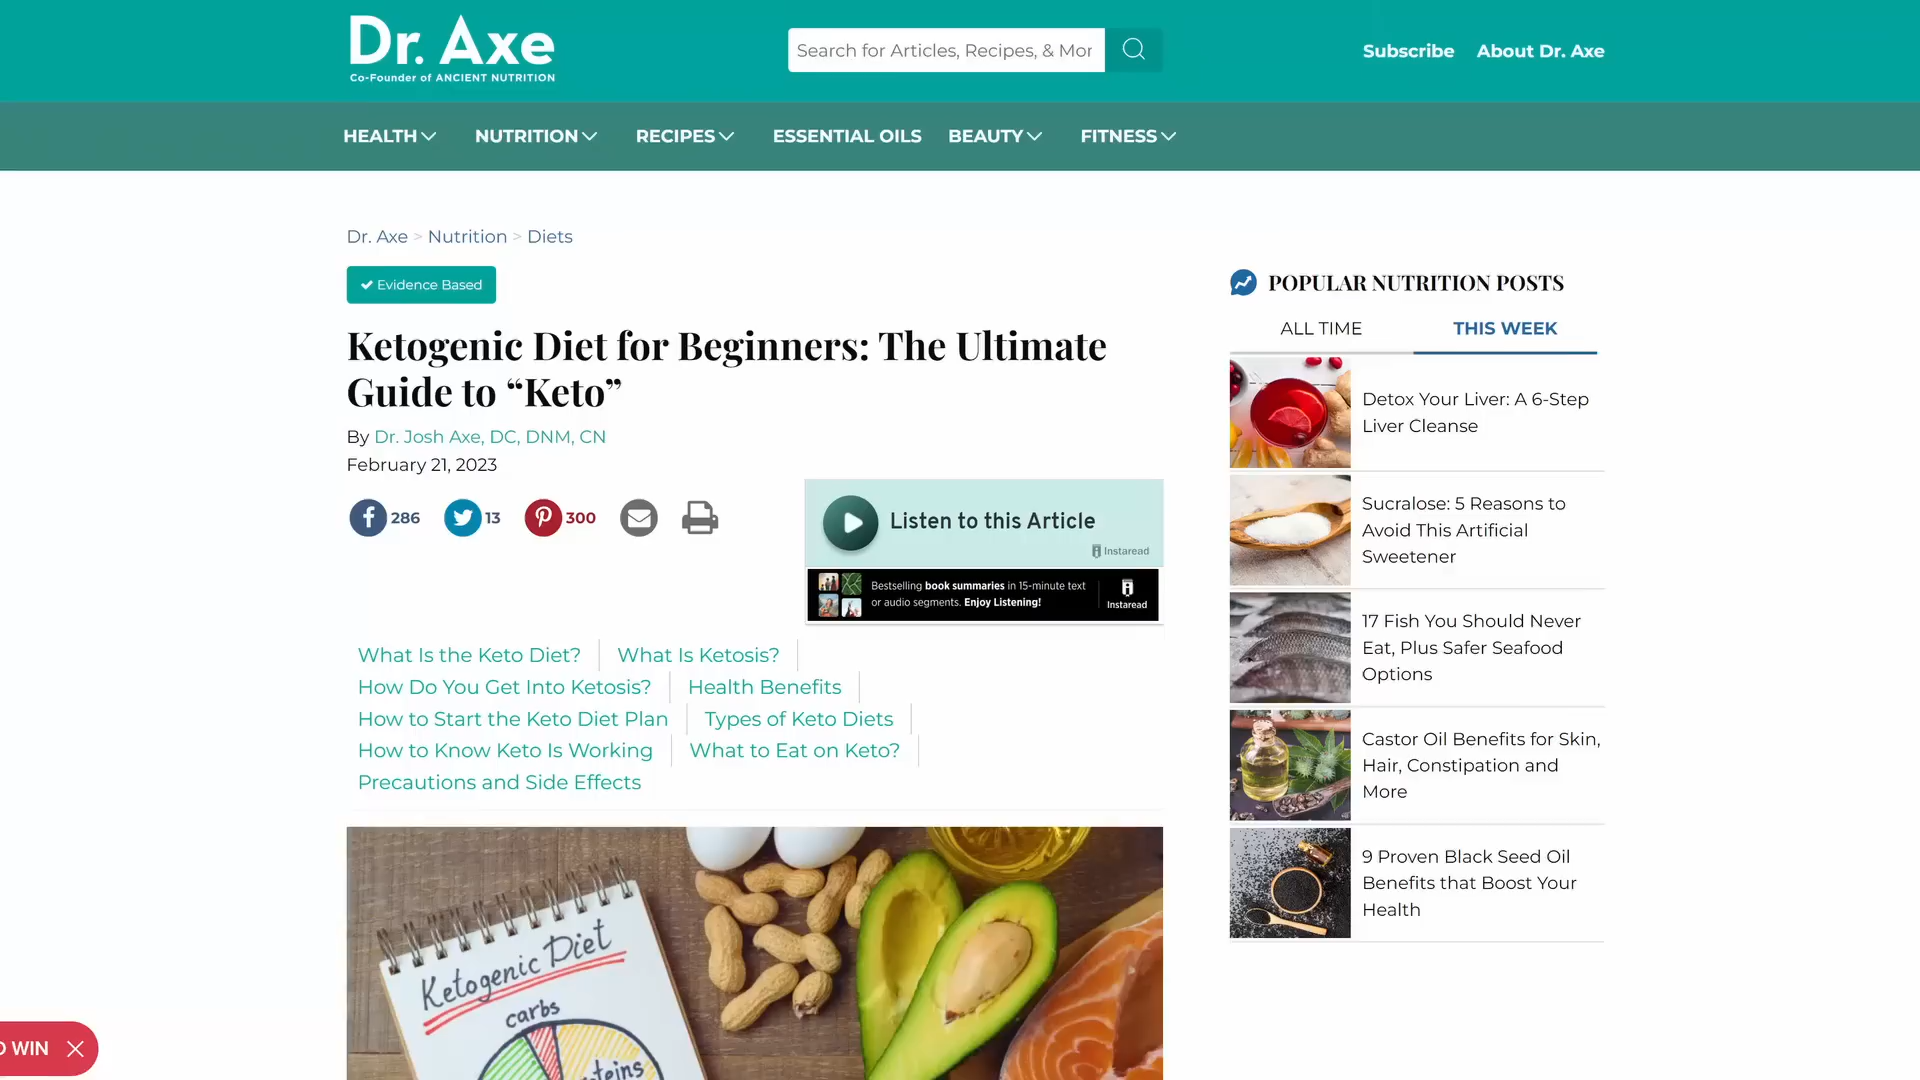 Dr. Axe
Co-Founder of ANCIENT NUTRITION
Search for Articles, Recipes, & Mor
Subscribe
About Dr. Axe
HEALTH
NUTRITION
RECIPES
ESSENTIAL OILS
BEAUTY
FITNESS
Dr. Axe > Nutrition > Diets
Evidence Based
Ketogenic Diet for Beginners: The Ultimate
Guide to “Keto”
By Dr. Josh Axe, DC, DNM, CN
February 21, 2023
286
13
300
Listen to this Article
Instaread
Bestselling book summaries in 15-minute text
or audio segments. Enjoy Listening!
Instaread
What Is the Keto Diet?
What Is Ketosis?
How Do You Get Into Ketosis?
Health Benefits
How to Start the Keto Diet Plan
Types of Keto Diets
How to Know Keto Is Working
What to Eat on Keto?
Precautions and Side Effects
Ketogenic Diet
carbs
POPULAR NUTRITION POSTS
ALL TIME
THIS WEEK
Detox Your Liver: A 6-Step
Liver Cleanse
Sucralose: 5 Reasons to
Avoid This Artificial
Sweetener
17 Fish You Should Never
Eat, Plus Safer Seafood
Options
Castor Oil Benefits for Skin,
Hair, Constipation and
More
9 Proven Black Seed Oil
Benefits that Boost Your
Health
WIN